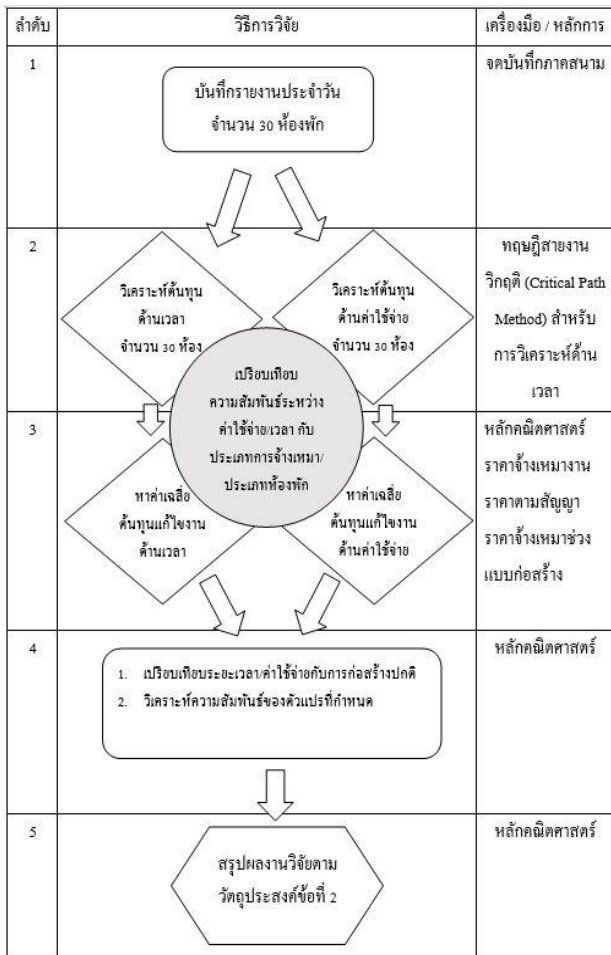 ลำดับ
วิธีการวิจัย
เครื่องมือ / หลักการ
1
บันทึกรายงานประจำวัน
จำนวน 30 ห้องพัก
จดบันทึกภาคสนาม
2
วิเคราะห์ต้นทุน
ด้านเวลา
จำนวน 30 ห้อง
วิเคราะห์ต้นทุน
ด้านค่าใช้จ่าย
จำนวน 30 ห้อง
ทฤษฎีสายงาน
วิกฤติ (Critical Path
Method) สำหรับ
การวิเคราะห์ด้าน
เวลา
เปรียบเทียบ
ความสัมพันธ์ระหว่าง
ค่าใช้จ่าย/เวลา กับ
ประเภทการจ้างเหมา/
ประเภทห้องพัก
3
หาค่าเฉลี่ย
ต้นทุนแก้ไขงาน
ด้านเวลา
หาค่าเฉลี่ย
ต้นทุนแก้ไขงาน
ด้านค่าใช้จ่าย
หลักคณิตศาสตร์
ราคาจ้างเหมางาน
ราคาตามสัญญา
ราคาจ้างเหมาช่วง
แบบก่อสร้าง
4
1. เปรียบเทียบระยะเวลา/ค่าใช้จ่ายกับการก่อสร้างปกติ
2. วิเคราะห์ความสัมพันธ์ของตัวแปรที่กำหนด
หลักคณิตศาสตร์
5
สรุปผลงานวิจัยตาม
วัตถุประสงค์ข้อที่ 2
หลักคณิตศาสตร์